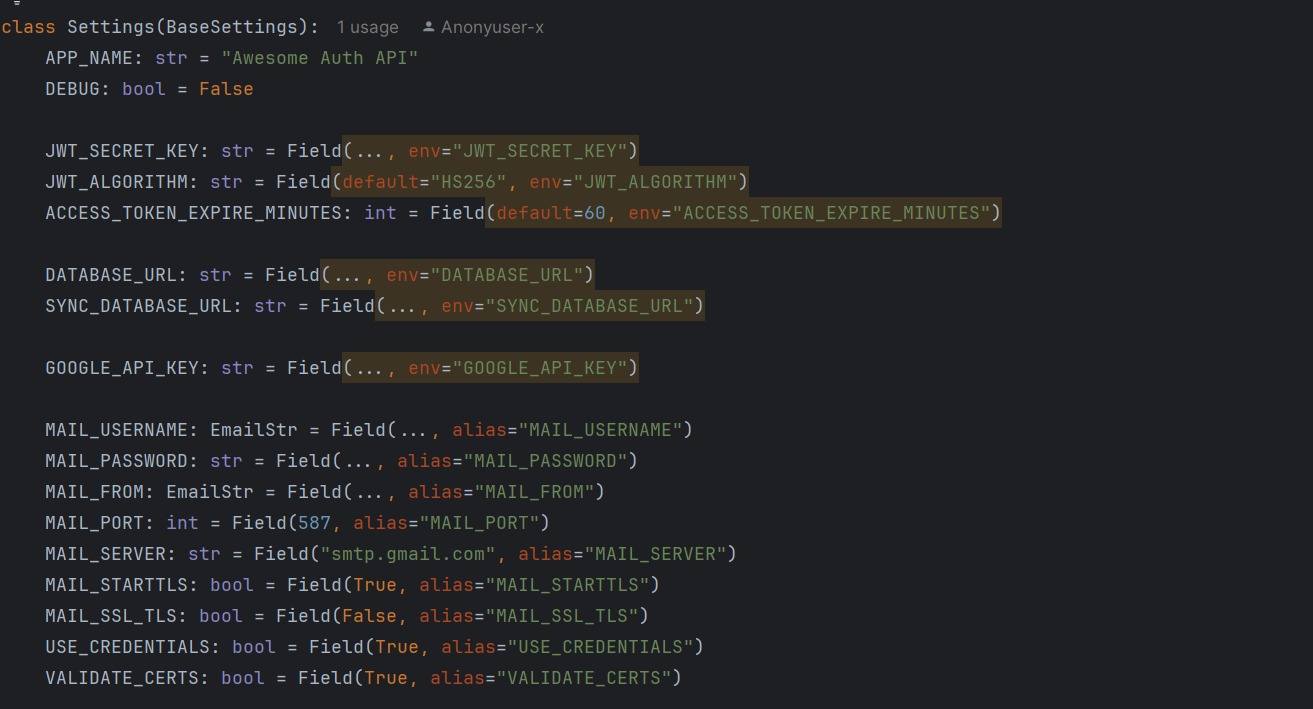 class Settings(BaseSettings): 1 usage Anonyuser-x
APP_NAME: str = "Awesome Auth API"
DEBUG: bool = False
JWT_SECRET_KEY: str = Field(..., env="JWT_SECRET_KEY")
JWT_ALGORITHM: str = Field(default="HS256", env="JWT_ALGORITHM")
ACCESS_TOKEN_EXPIRE_MINUTES: int = Field(default=60, env="ACCESS_TOKEN_EXPIRE_MINUTES")
DATABASE_URL: str = Field(..., env="DATABASE_URL")
SYNC_DATABASE_URL: str = Field(..., env="SYNC_DATABASE_URL")
GOOGLE_API_KEY: str = Field(..., env="GOOGLE_API_KEY")
MAIL_USERNAME: EmailStr = Field(..., alias="MAIL_USERNAME")
MAIL_PASSWORD: str = Field(..., alias="MAIL_PASSWORD")
MAIL_FROM: EmailStr = Field(..., alias="MAIL_FROM")
MAIL_PORT: int = Field(587, alias="MAIL_PORT")
MAIL_SERVER: str = Field("smtp.gmail.com", alias="MAIL_SERVER")
MAIL_STARTTLS: bool = Field(True, alias="MAIL_STARTTLS")
MAIL_SSL_TLS: bool = Field(False, alias="MAIL_SSL_TLS")
USE_CREDENTIALS: bool = Field(True, alias="USE_CREDENTIALS")
VALIDATE_CERTS: bool = Field(True, alias="VALIDATE_CERTS")